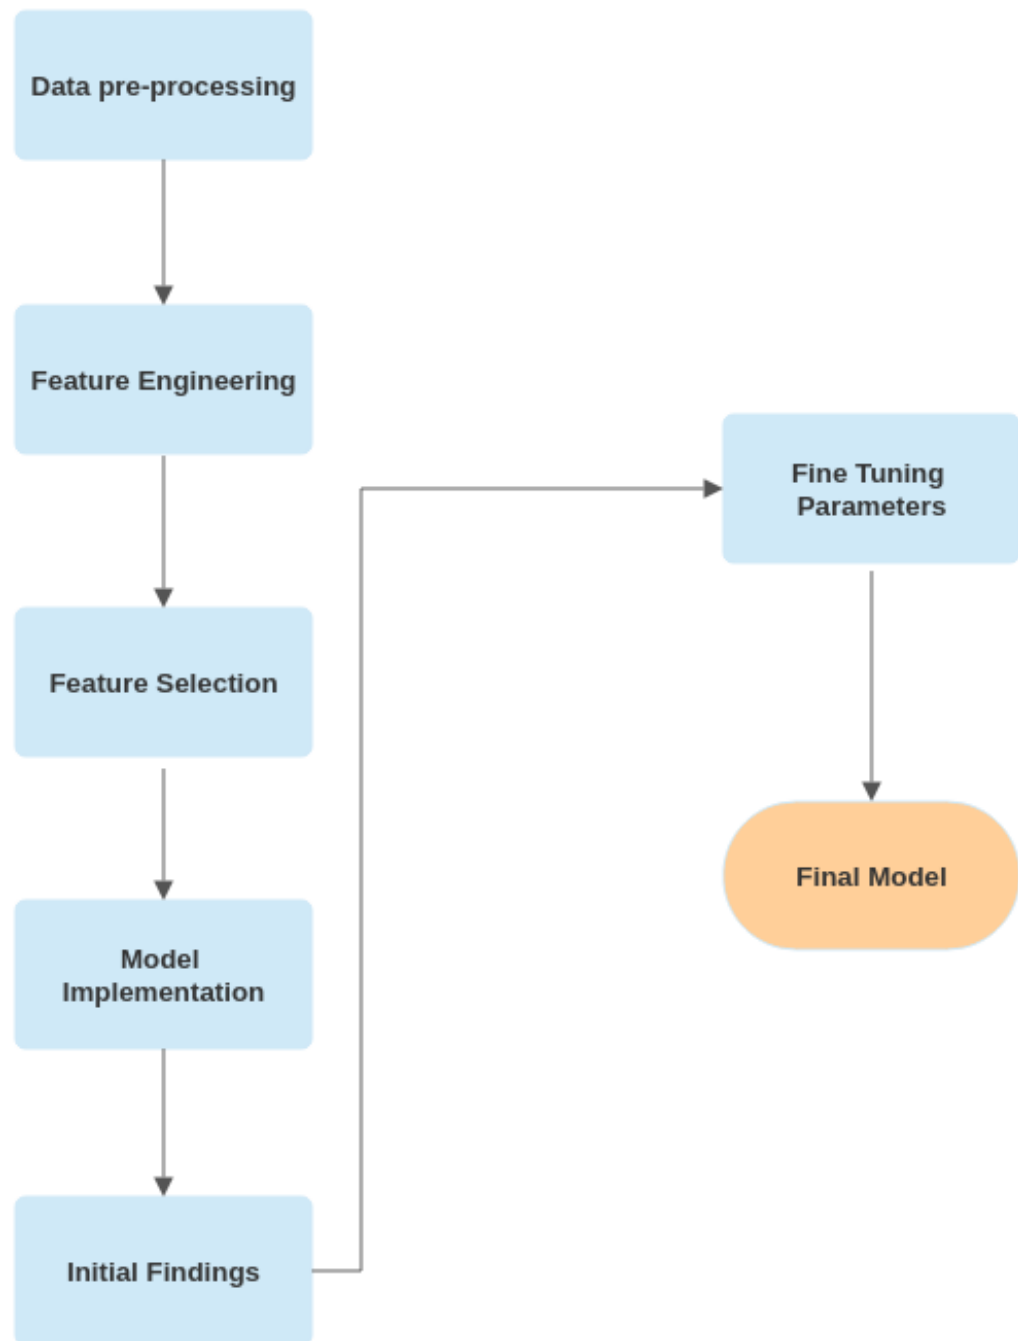 Data pre-processing
Feature Engineering
Feature Selection
Model
Implementation
Initial Findings
Fine Tuning
Parameters
Final Model